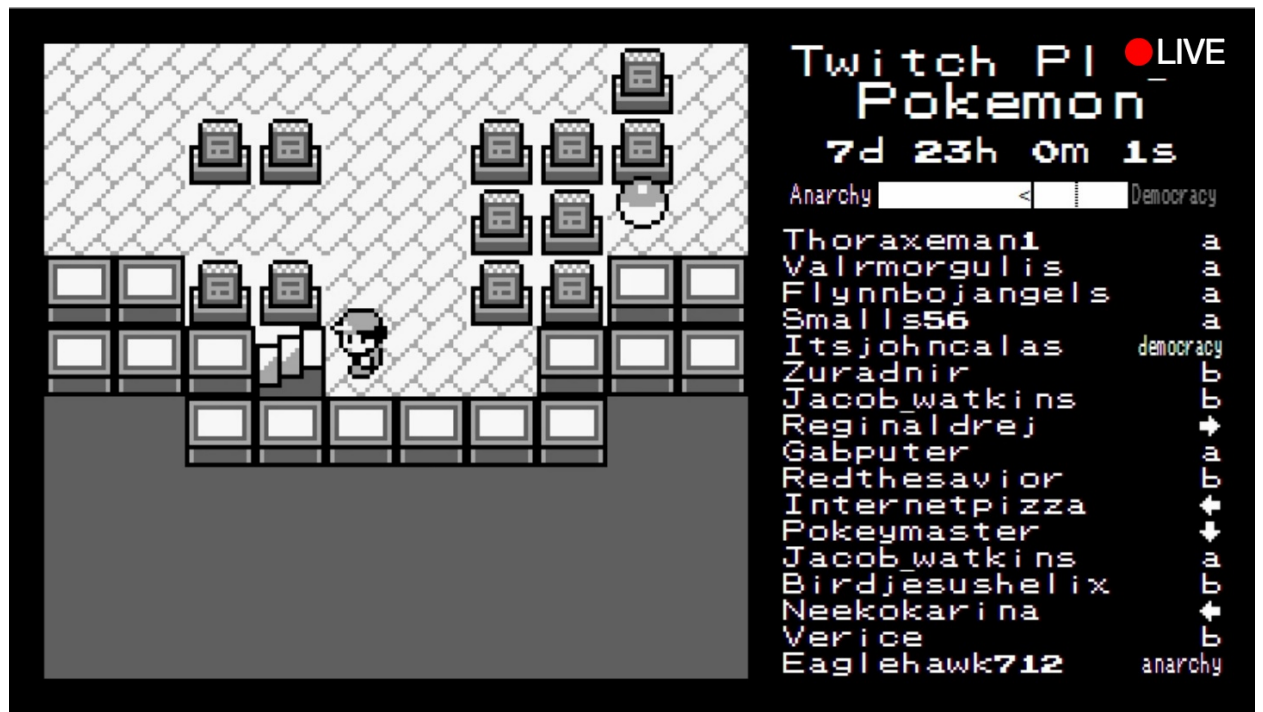 Twitch Pl
LIVE
Pokemon
7d 23h 0m 1s
Anarchy < Democracy
Thoraxeman1 a
Valrmorgulis a
Flynnbojangels a
Smalls56 a
Itsjohncalas democracy
Zuradnir b
Jacob_watkins b
Reginaldrej →
Gabputer a
Redthesavior b
Internetpizza ←
Pokeymaster ↓
Jacob_watkins a
Birdjesushelix b
Neekokarina ←
Verice b
Eaglehawk712 anarchy